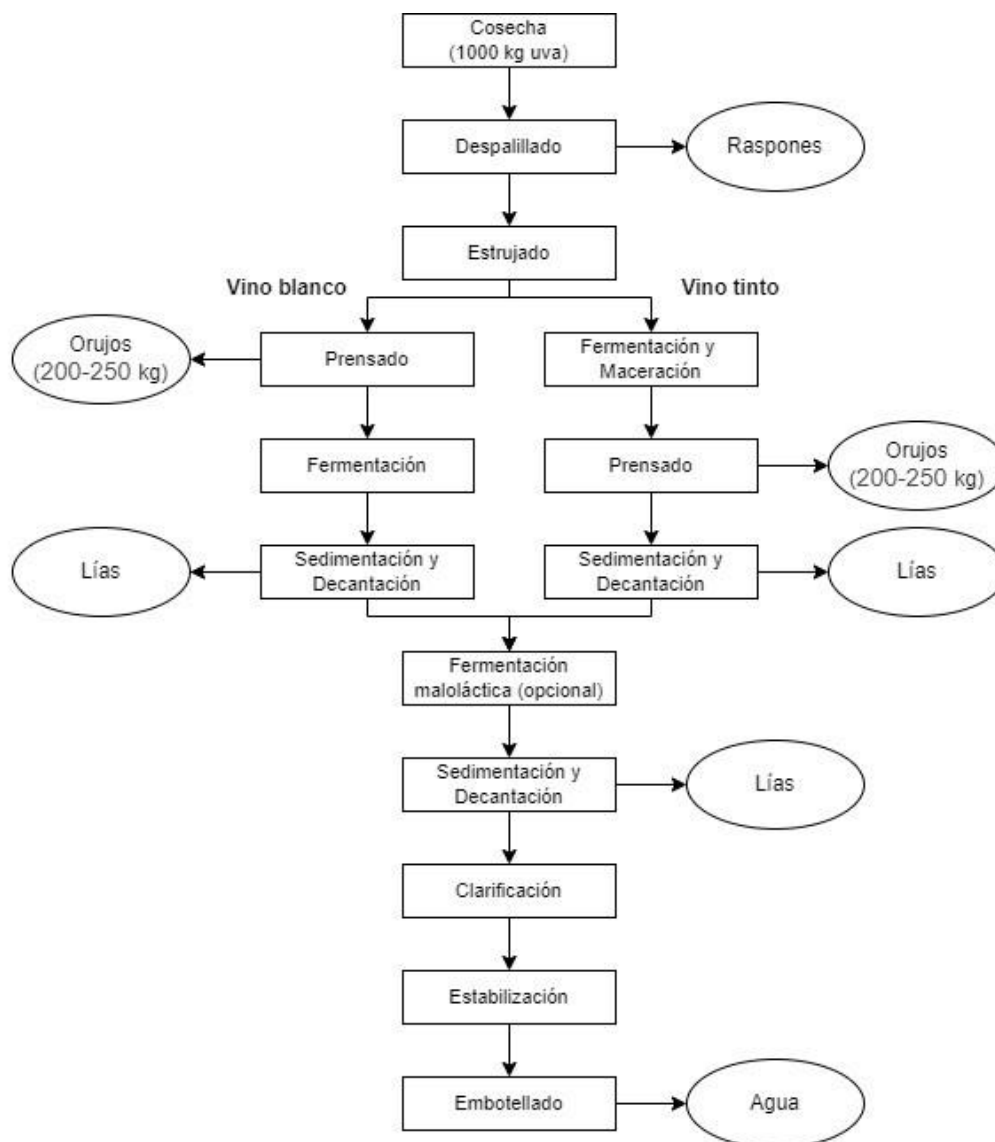 Cosecha
(1000 kg uva)
Despalillado
Raspones
Estrujado
Vino blanco
Vino tinto
Orujos
(200-250 kg)
Prensado
Fermentación y
Maceración
Fermentación
Prensado
Orujos
(200-250 kg)
Lías
Sedimentación y
Decantación
Sedimentación y
Decantación
Lías
Fermentación
maloláctica (opcional)
Sedimentación y
Decantación
Lías
Clarificación
Estabilización
Embotellado
Agua